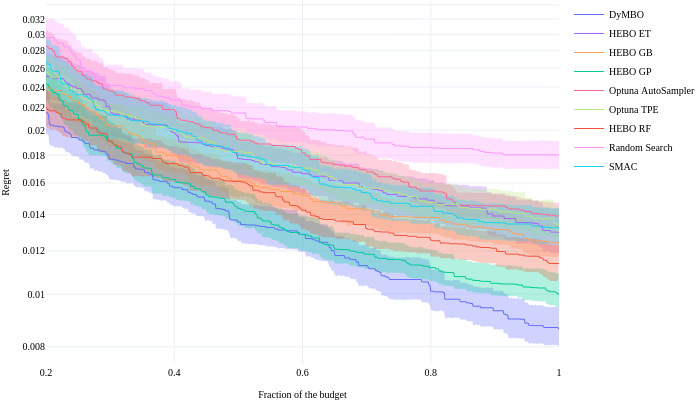 0.032
0.03
0.028
0.026
0.024
0.022
0.02
0.018
0.016
0.014
0.012
0.01
0.008
Regret
0.2
0.4
0.6
0.8
1
Fraction of the budget
DyMBO
HEBO ET
HEBO GB
HEBO GP
Optuna AutoSampler
Optuna TPE
HEBO RF
Random Search
SMAC